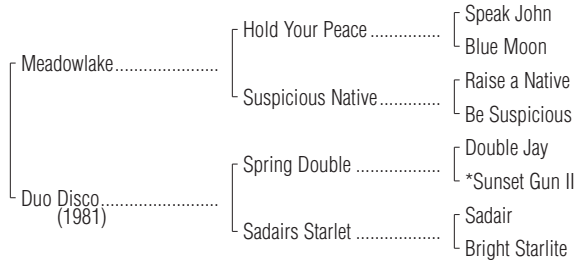 Speak John
Hold Your Peace ...............
Blue Moon
Meadowlake......................
Raise a Native
Suspicious Native.............
Be Suspicious
Double Jay
Spring Double ..................
*Sunset Gun II
Duo Disco.........................
(1981)
Sadair
Sadairs Starlet ..................
Bright Starlite